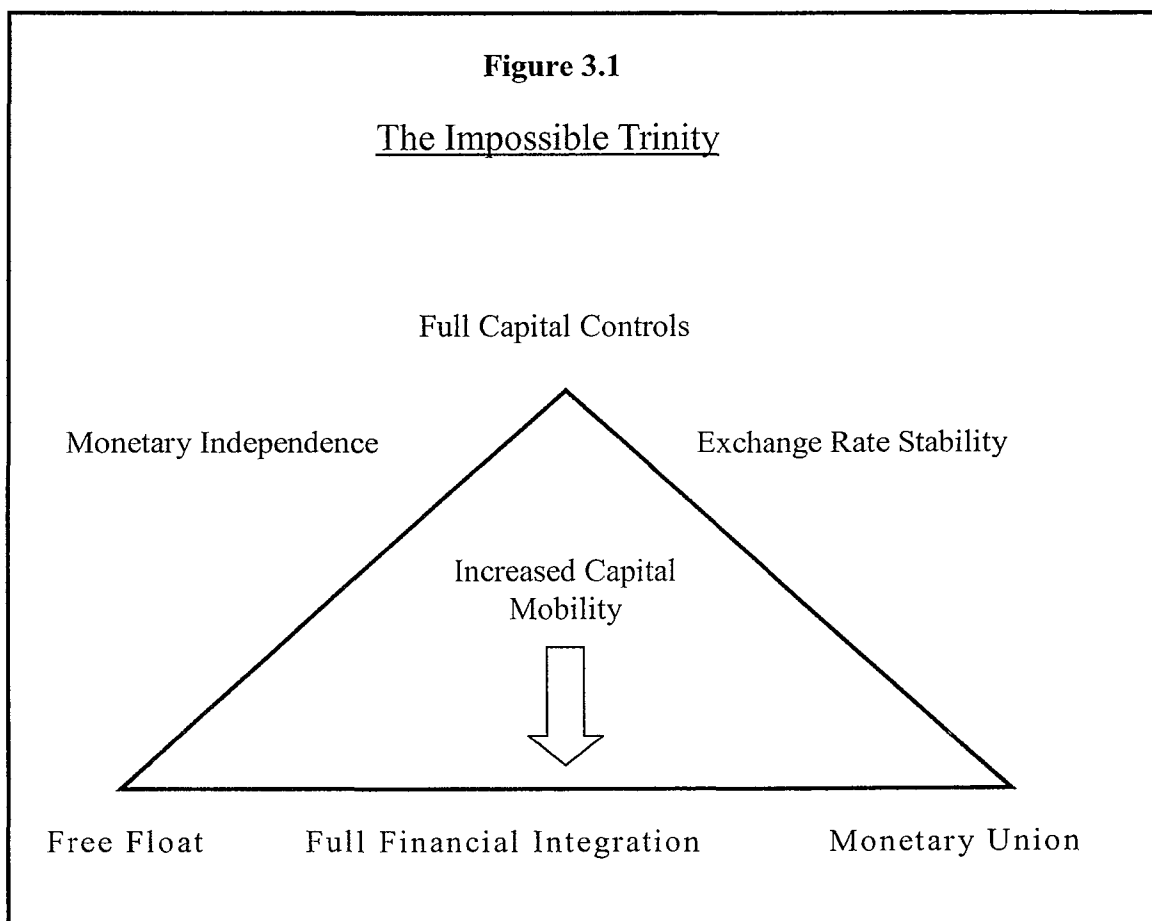 Figure 3.1
The Impossible Trinity
Full Capital Controls
Monetary Independence
Exchange Rate Stability
Increased Capital
Mobility
Free Float
Full Financial Integration
Monetary Union